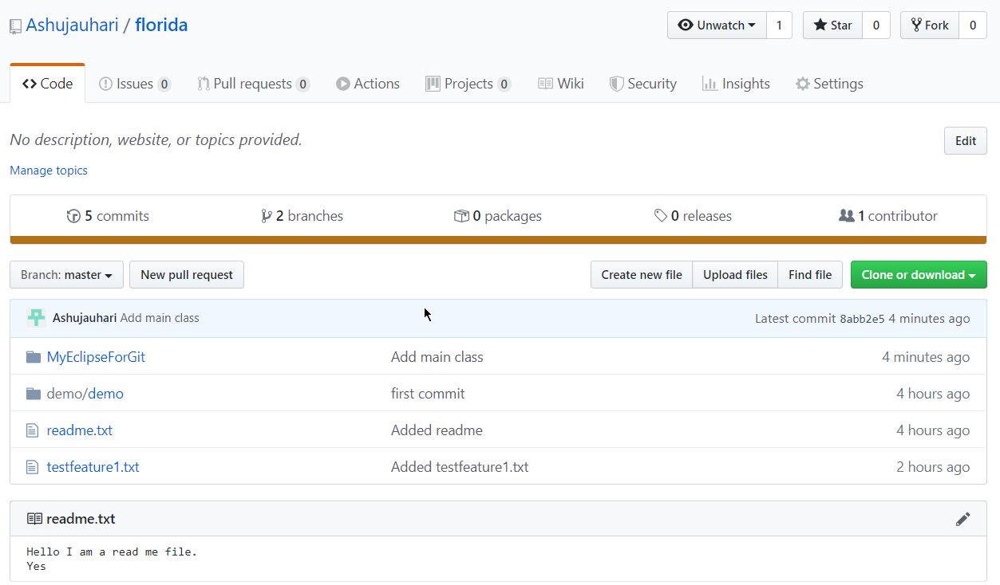 Ashujauhari / florida Unwatch 1 Star 0 Fork 0
Code Issues 0 Pull requests 0 Actions Projects 0 Wiki Security Insights Settings
No description, website, or topics provided. Edit
Manage topics
5 commits 2 branches 0 packages 0 releases 1 contributor
Branch: master New pull request Create new file Upload files Find file Clone or download
Ashujauhari Add main class Latest commit 8abb2e5 4 minutes ago
MyEclipseForGit Add main class 4 minutes ago
demo/demo first commit 4 hours ago
readme.txt Added readme 4 hours ago
testfeature1.txt Added testfeature1.txt 2 hours ago
readme.txt
Hello I am a read me file.
Yes